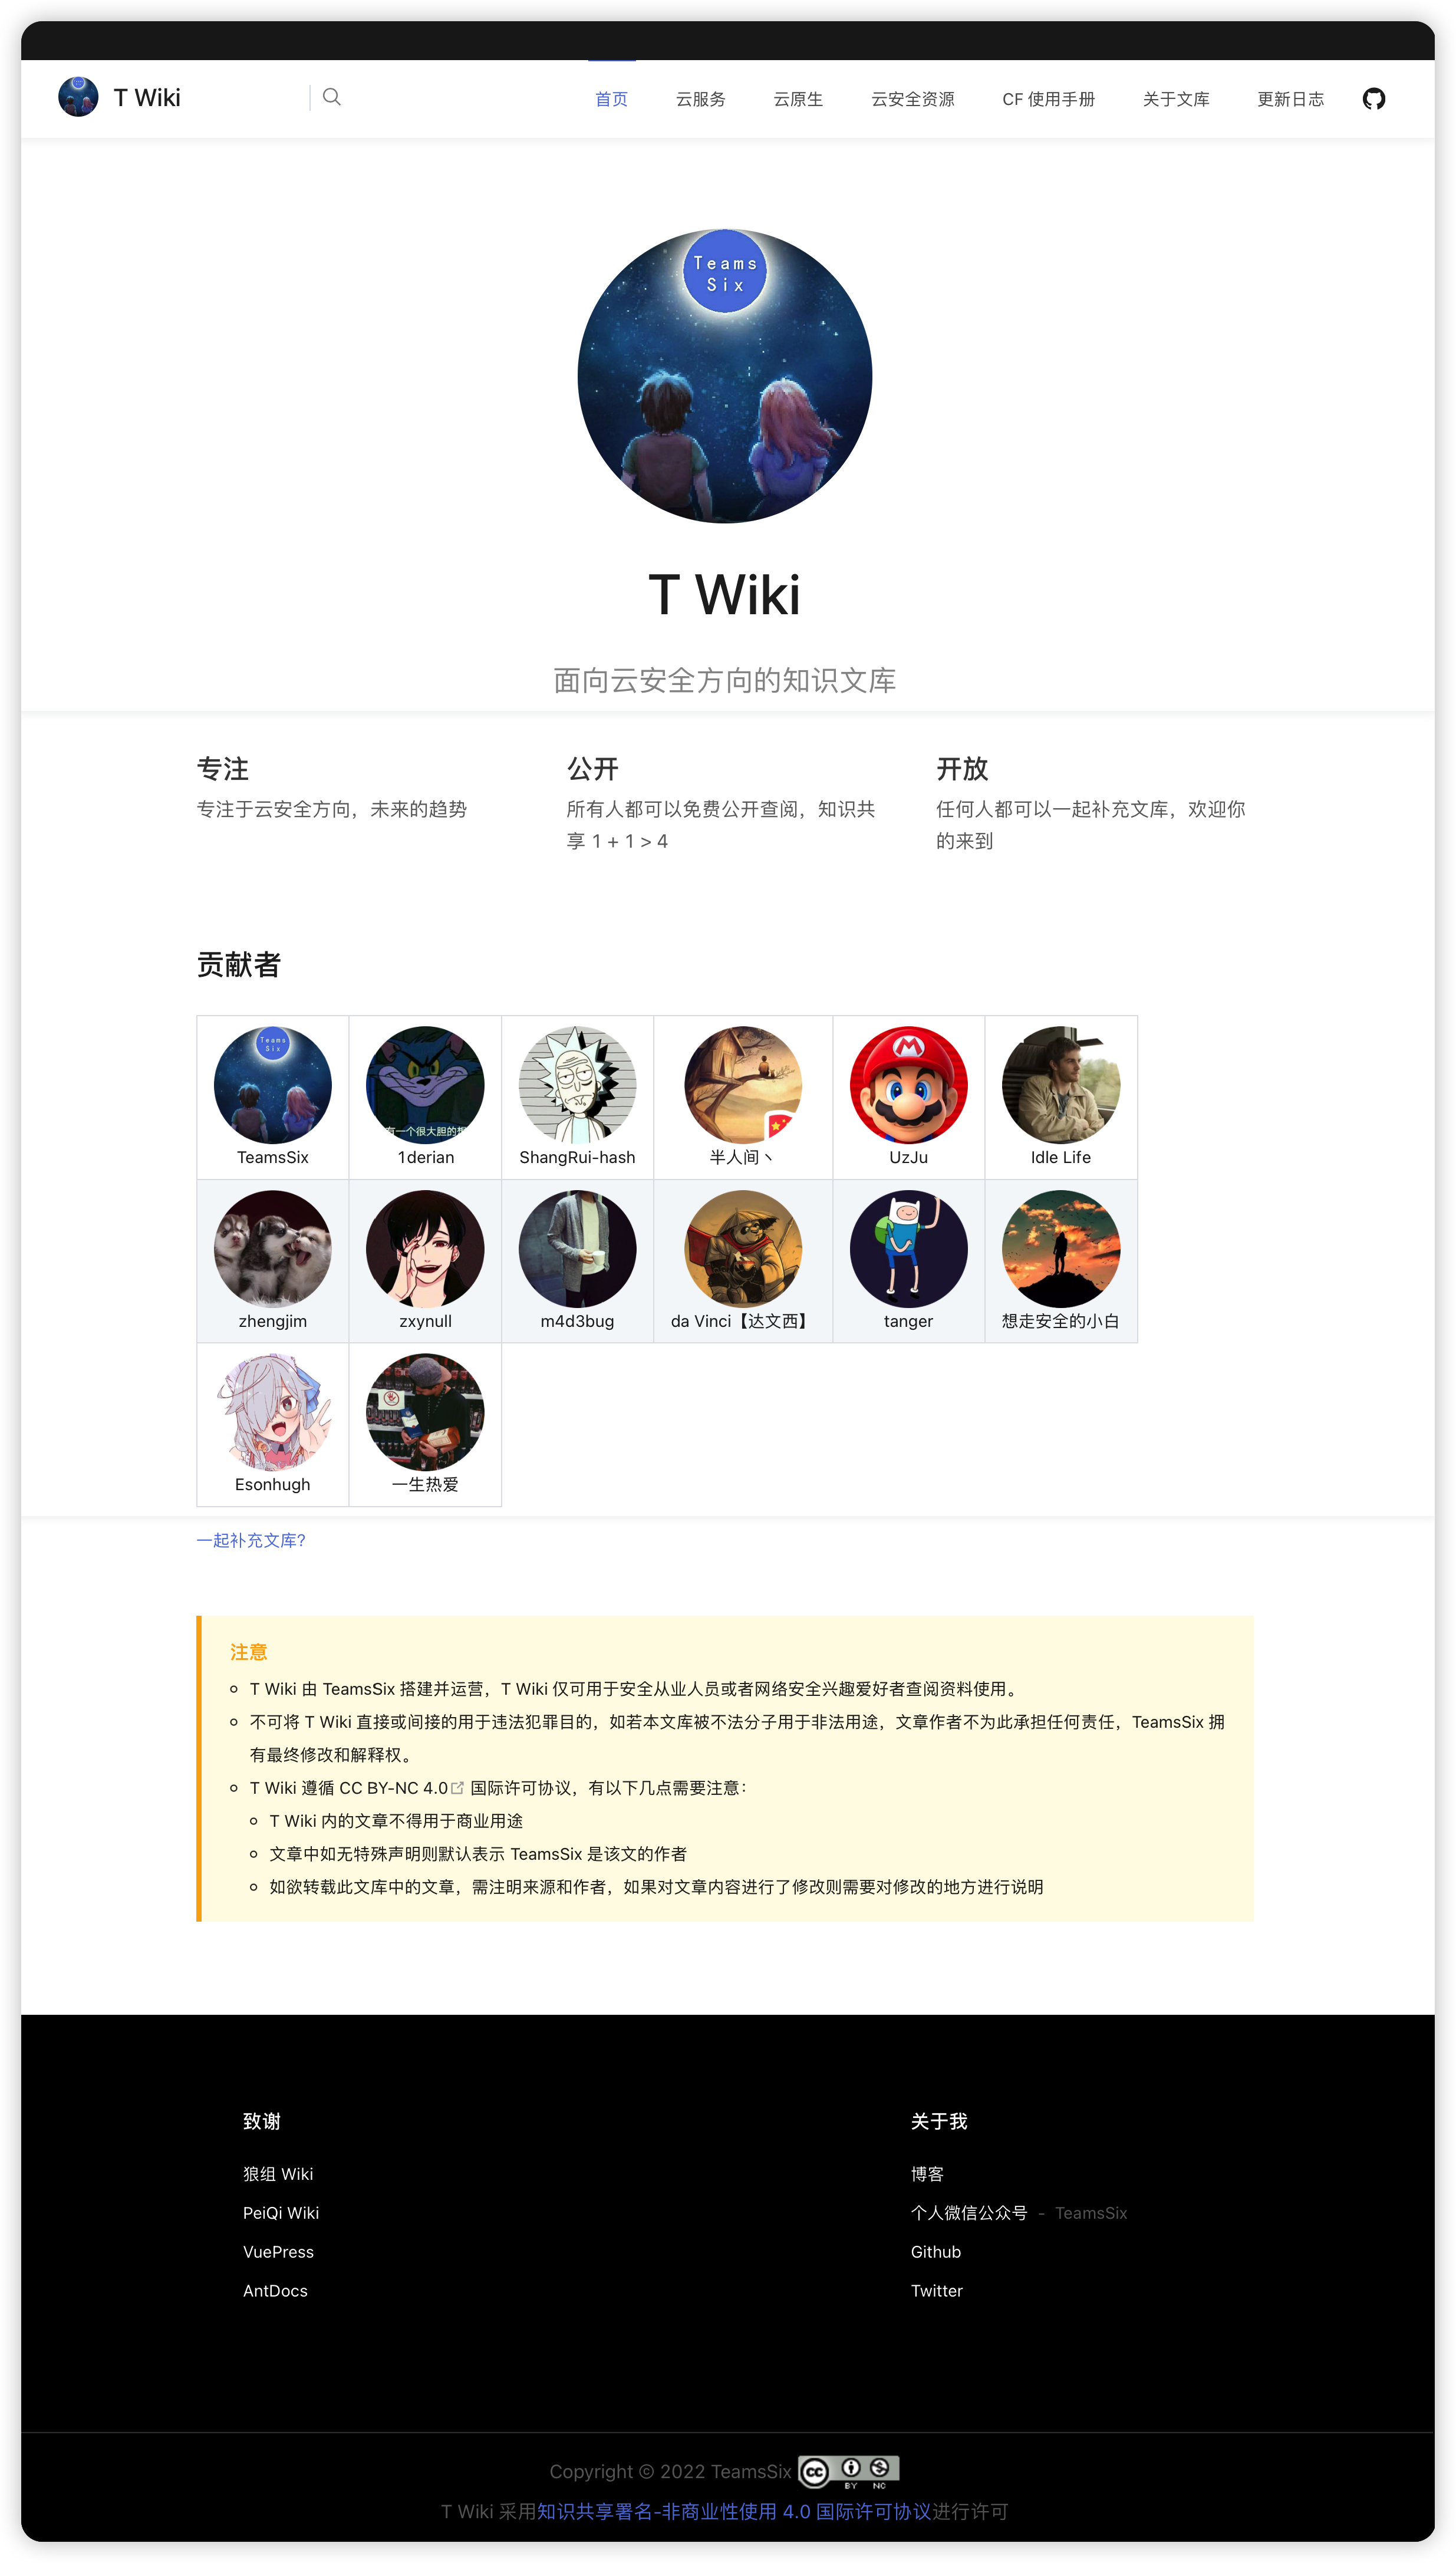 T Wiki
首页
云服务
云原生
云安全资源
CF 使用手册
关于文库
更新日志
Teams
Six
T Wiki
面向云安全方向的知识文库
专注
专注于云安全方向，未来的趋势
公开
所有人都可以免费公开查阅，知识共
享 1 + 1 > 4
开放
任何人都可以一起补充文库，欢迎你
的来到
贡献者
Teams
Six
有一个很大胆的想
TeamsSix
1derian
ShangRui-hash
半人间丶
UzJu
Idle Life
zhengjim
zxynull
m4d3bug
da Vinci【达文西】
tanger
想走安全的小白
Esonhugh
一生热爱
一起补充文库?
注意
T Wiki 由 TeamsSix 搭建并运营，T Wiki 仅可用于安全从业人员或者网络安全兴趣爱好者查阅资料使用。
不可将 T Wiki 直接或间接的用于违法犯罪目的，如若本文库被不法分子用于非法用途，文章作者不为此承担任何责任，TeamsSix 拥
有最终修改和解释权。
T Wiki 遵循 CC BY-NC 4.0 国际许可协议，有以下几点需要注意：
T Wiki 内的文章不得用于商业用途
文章中如无特殊声明则默认表示 TeamsSix 是该文的作者
如欲转载此文库中的文章，需注明来源和作者，如果对文章内容进行了修改则需要对修改的地方进行说明
致谢
狼组 Wiki
PeiQi Wiki
VuePress
AntDocs
关于我
博客
个人微信公众号 - TeamsSix
Github
Twitter
Copyright © 2022 TeamsSix cc BY NC
T Wiki 采用知识共享署名-非商业性使用 4.0 国际许可协议进行许可